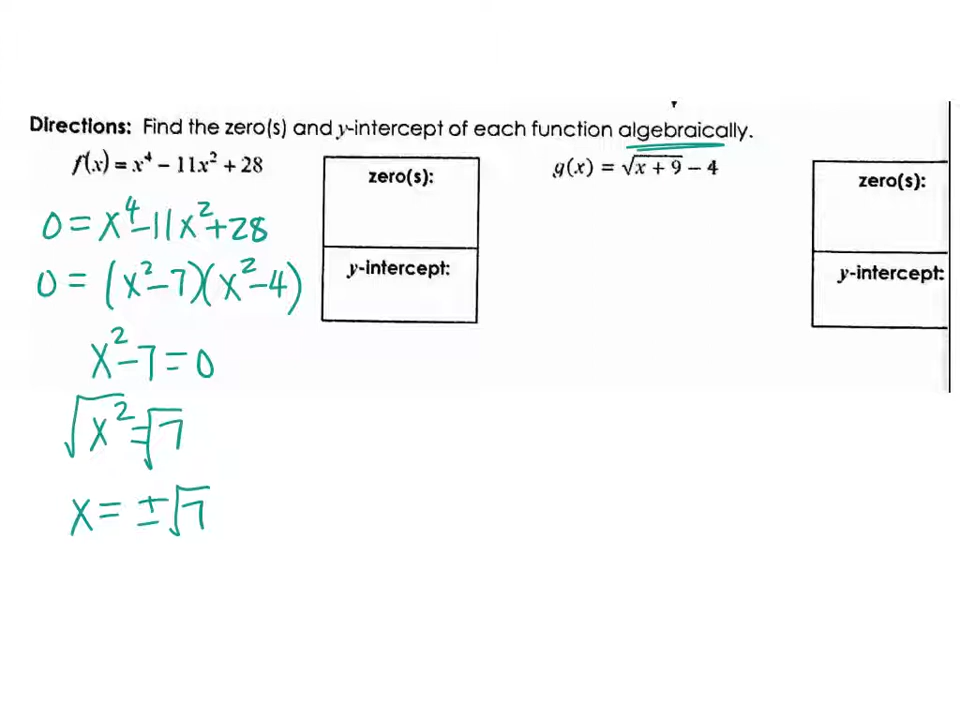 Directions: Find the zero(s) and y-intercept of each function algebraically.
f(x) = x⁴ – 11x² + 28
zero(s):
y-intercept:
g(x) = √(x + 9) – 4
zero(s):
y-intercept:
0 = x⁴-11x²+28
0 = (x²-7)(x²-4)
x²-7=0
√x² = √7
x = ±√7